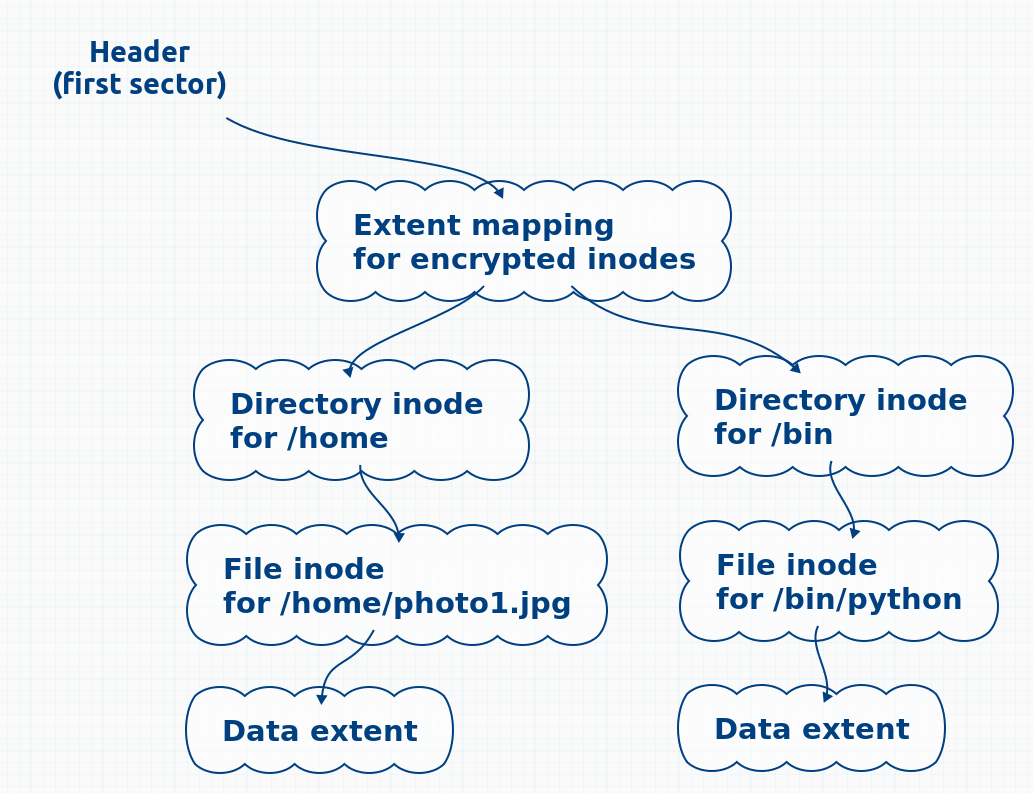 Header
(first sector)
Extent mapping
for encrypted inodes
Directory inode
for /home
Directory inode
for /bin
File inode
for /home/photo1.jpg
File inode
for /bin/python
Data extent
Data extent